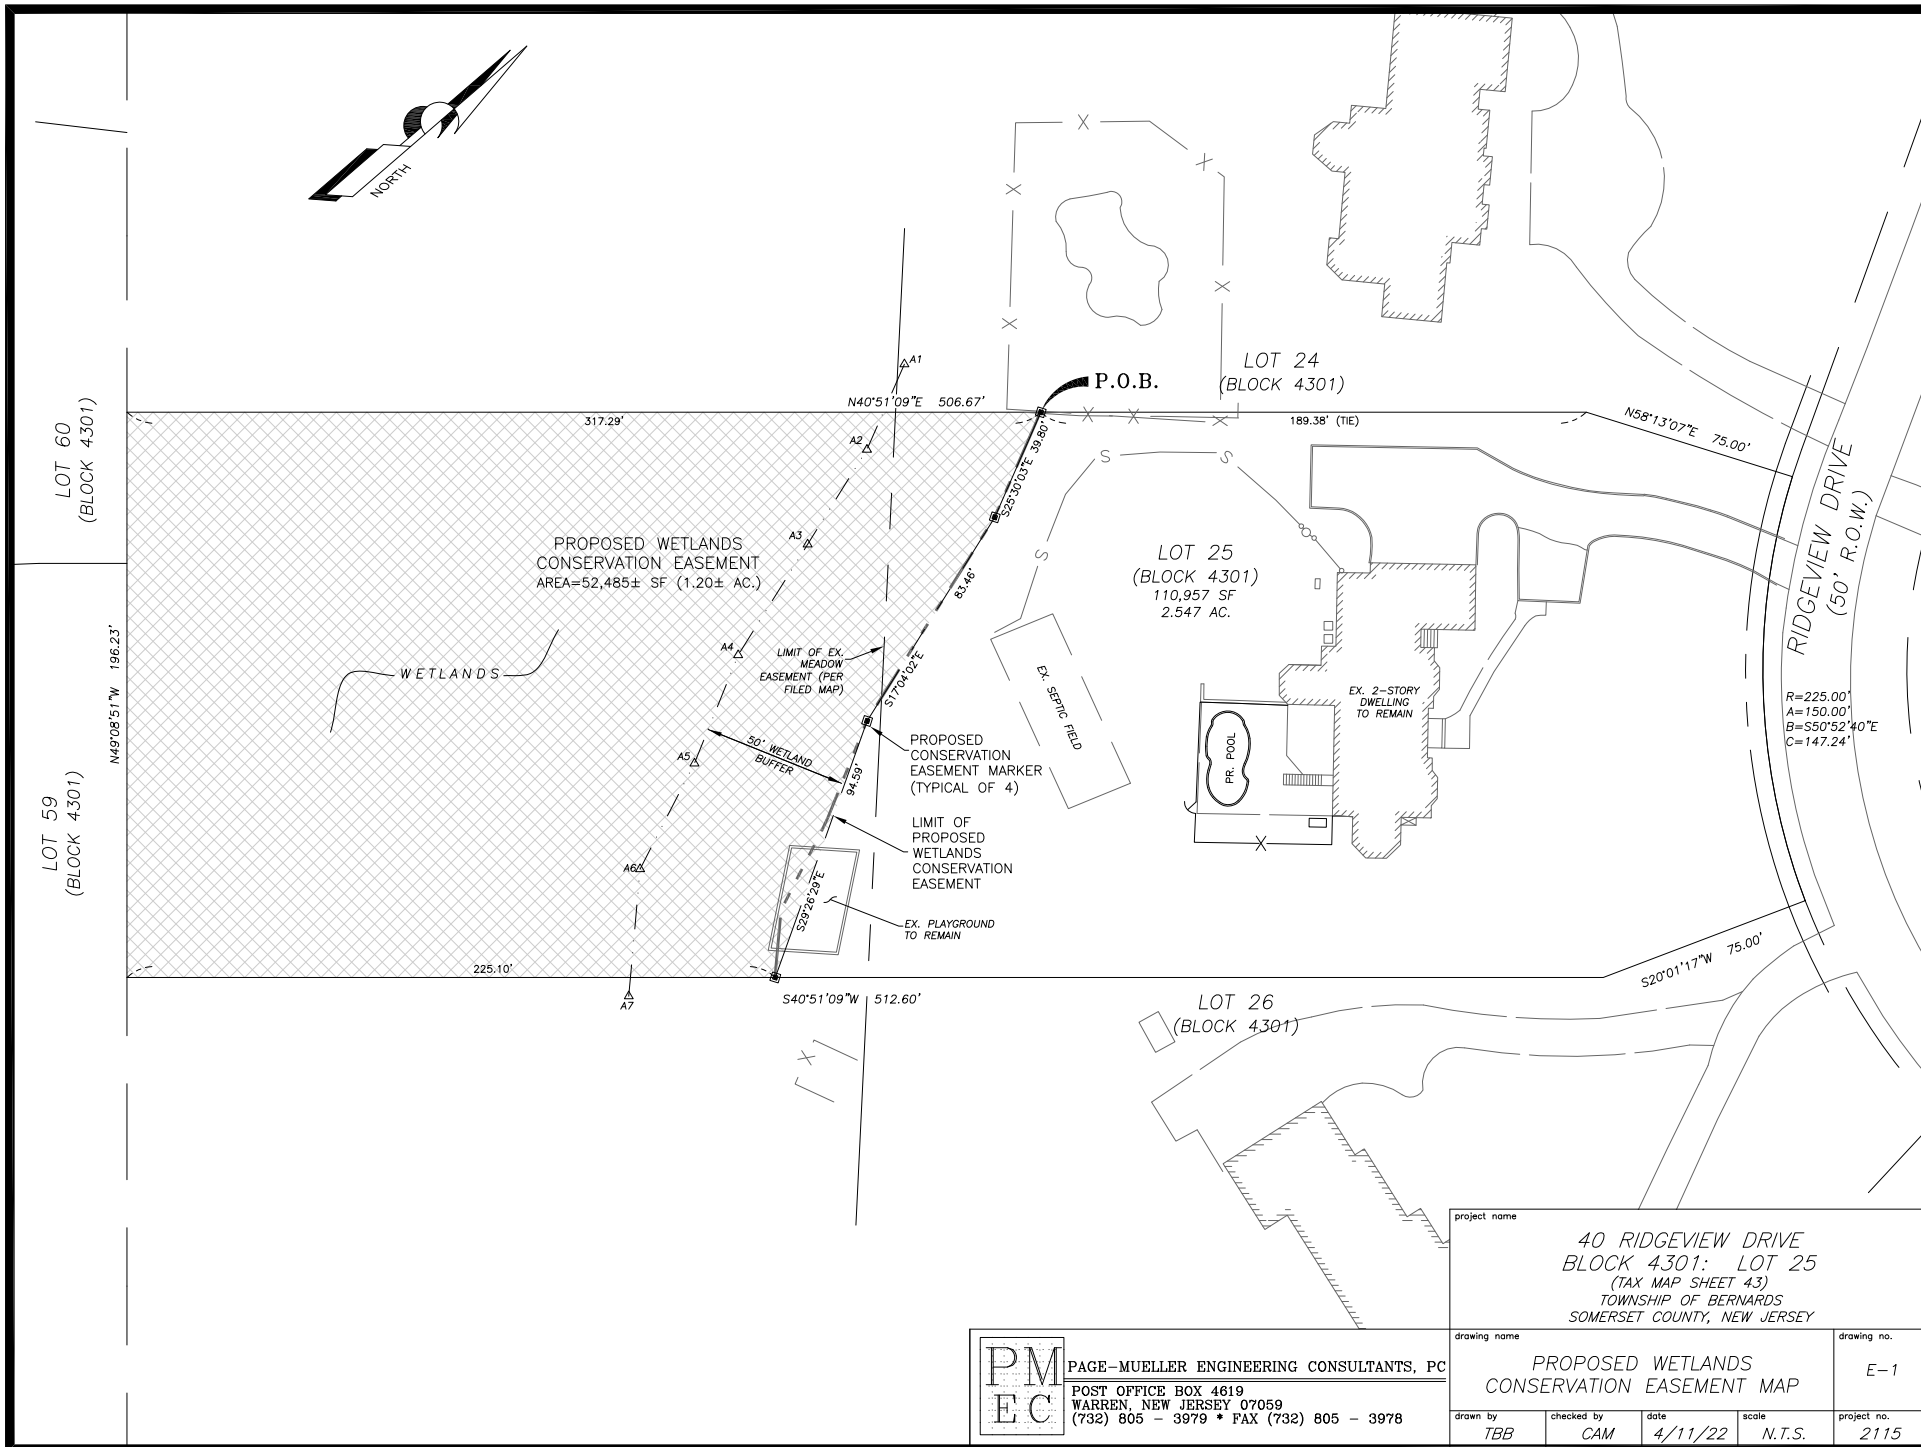 NORTH
X
X
X
X
X
X
LOT 24
(BLOCK 4301)
P.O.B.
A1
N40°51'09"E 506.67'
317.29'
X
X
X
189.38' (TIE)
N58°13'07"E 75.00'
A2
S25°30'03"E 39.80'
S
S
S
LOT 60
(BLOCK 4301)
A3
PROPOSED WETLANDS
CONSERVATION EASEMENT
AREA=52,485± SF (1.20± AC.)
83.46'
S17°04'02"E
LOT 25
(BLOCK 4301)
110,957 SF
2.547 AC.
RIDGEVIEW DRIVE
(50' R.O.W.)
N49°08'51"W 196.23'
A4
LIMIT OF EX.
MEADOW
EASEMENT (PER
FILED MAP)
WETLANDS
EX. SEPTIC FIELD
EX. 2-STORY
DWELLING
TO REMAIN
R=225.00'
A=150.00'
B=S50°52'40"E
C=147.24'
A5
50' WETLAND
BUFFER
PROPOSED
CONSERVATION
EASEMENT MARKER
(TYPICAL OF 4)
PR. POOL
94.59'
S29°26'29"E
LOT 59
(BLOCK 4301)
LIMIT OF
PROPOSED
WETLANDS
CONSERVATION
EASEMENT
X
A6
EX. PLAYGROUND
TO REMAIN
225.10'
A7
S40°51'09"W 512.60'
S20°01'17"W 75.00'
LOT 26
(BLOCK 4301)
X
project name
40 RIDGEVIEW DRIVE
BLOCK 4301: LOT 25
(TAX MAP SHEET 43)
TOWNSHIP OF BERNARDS
SOMERSET COUNTY, NEW JERSEY
PM
EC
PAGE-MUELLER ENGINEERING CONSULTANTS, PC
POST OFFICE BOX 4619
WARREN, NEW JERSEY 07059
(732) 805 - 3979 * FAX (732) 805 - 3978
drawing name
PROPOSED WETLANDS
CONSERVATION EASEMENT MAP
drawing no.
E-1
drawn by
TBB
checked by
CAM
date
4/11/22
scale
N.T.S.
project no.
2115